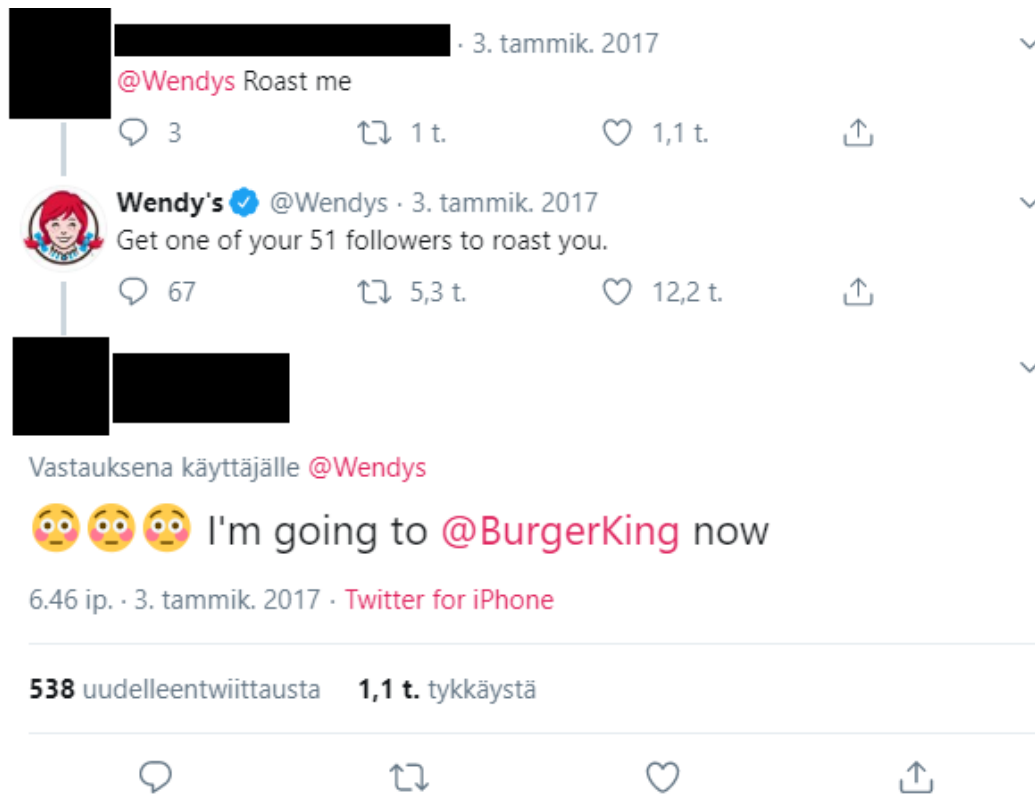 · 3. tammik. 2017
@Wendys Roast me
3 1 t. 1,1 t.
Wendy's @Wendys · 3. tammik. 2017
Get one of your 51 followers to roast you.
67 5,3 t. 12,2 t.
Vastauksena käyttäjälle @Wendys
😳😳😳 I'm going to @BurgerKing now
6.46 ip. · 3. tammik. 2017 · Twitter for iPhone
538 uudelleentwiittausta 1,1 t. tykkäystä